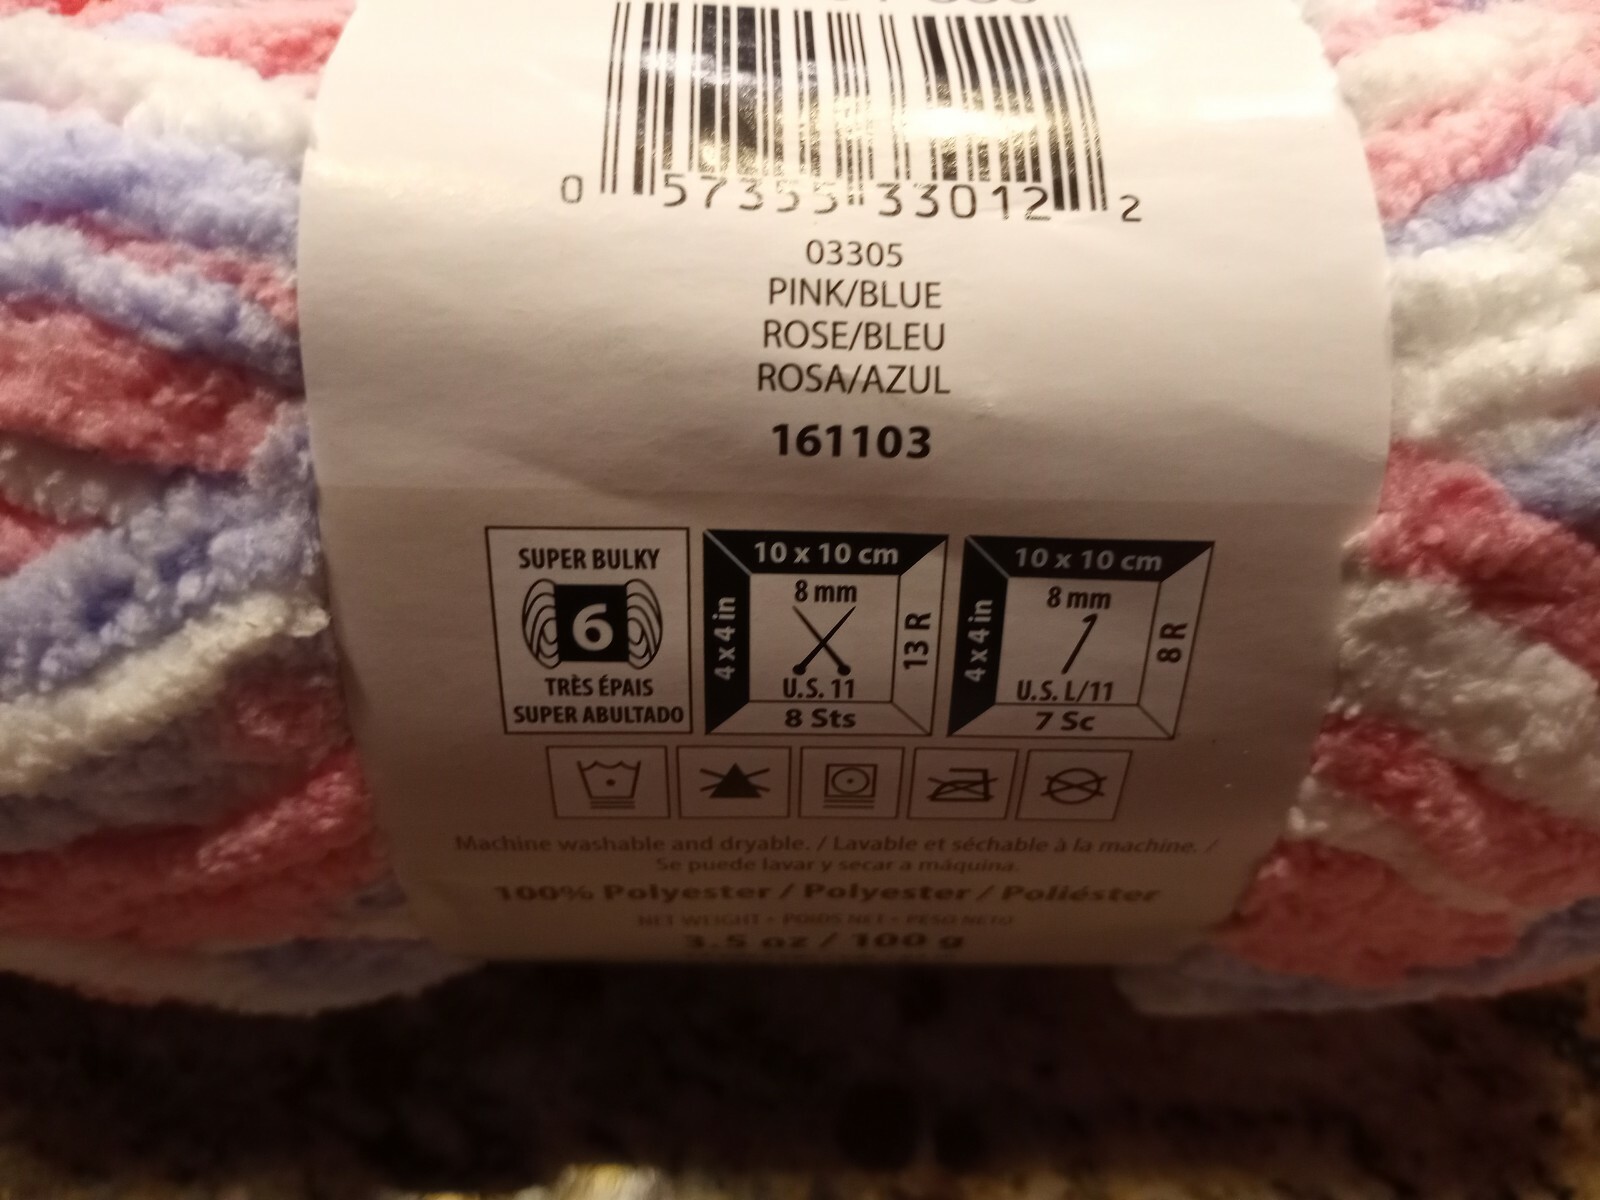 0 57355 33012 2
03305
PINK/BLUE
ROSE/BLEU
ROSA/AZUL
161103
SUPER BULKY
6
TRÈS ÉPAIS
SUPER ABULTADO
10 x 10 cm
4 x 4 in
8 mm
U.S. 11
13 R
8 Sts
10 x 10 cm
4 x 4 in
8 mm
U.S. L/11
8 R
7 Sc
Machine washable and dryable. / Lavable et séchable à la machine. /
Se puede lavar y secar a máquina.
100% Polyester / Polyester / Poliéster
NET WEIGHT • POIDS NET • PESO NETO
3.5 oz / 100 g